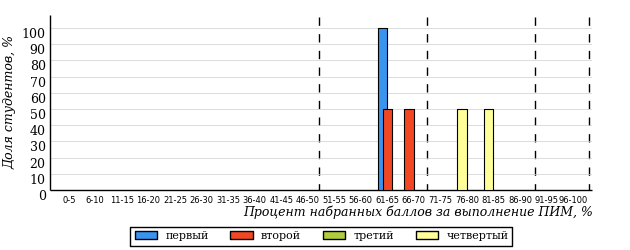 Доля студентов, %
100
90
80
70
60
50
40
30
20
10
0
0-5 6-10 11-15 16-20 21-25 26-30 31-35 36-40 41-45 46-50 51-55 56-60 61-65 66-70 71-75 76-80 81-85 86-90 91-95 96-100
Процент набранных баллов за выполнение ПИМ, %
первый второй третий четвертый